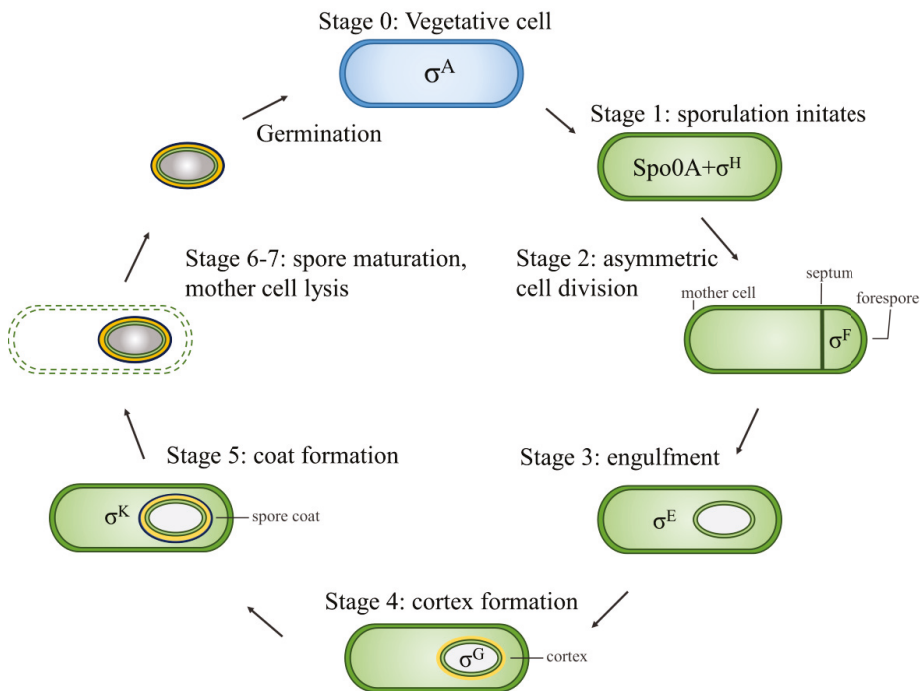 Stage 0: Vegetative cell
σᴬ
Stage 1: sporulation initates
Spo0A+σᴴ
Stage 2: asymmetric
cell division
mother cell
septum
forespore
σF
Stage 3: engulfment
σᴱ
Stage 4: cortex formation
σᴳ
cortex
Stage 5: coat formation
σᴷ
spore coat
Stage 6-7: spore maturation,
mother cell lysis
Germination